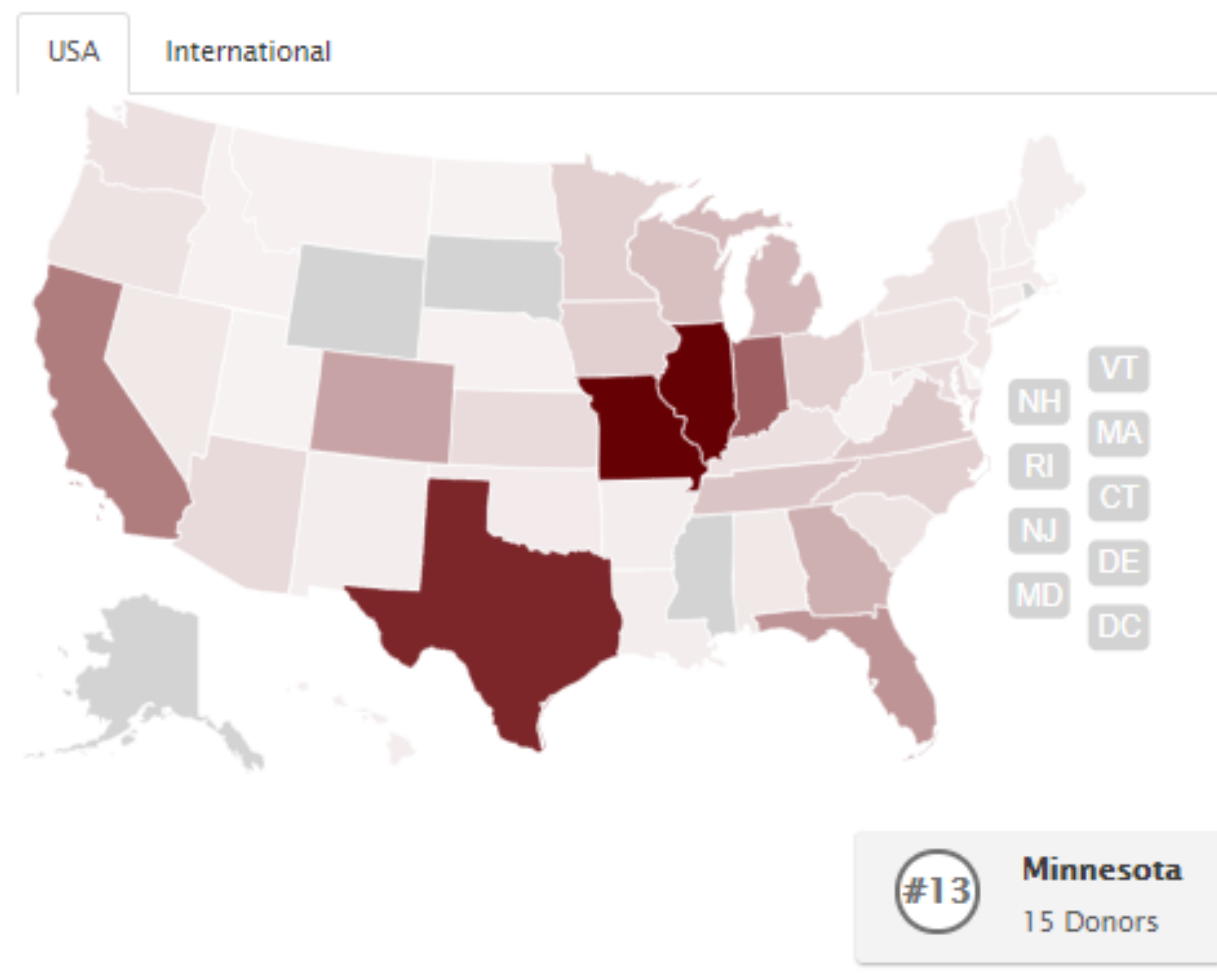 USA
International
VT
NH
MA
RI
CT
NJ
DE
MD
DC
#13
Minnesota
15 Donors